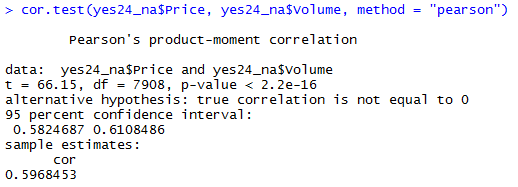 > cor.test(yes24_na$Price, yes24_na$Volume, method = "pearson")
Pearson's product-moment correlation
data:  yes24_na$Price and yes24_na$Volume
t = 66.15, df = 7908, p-value < 2.2e-16
alternative hypothesis: true correlation is not equal to 0
95 percent confidence interval:
0.5824687 0.6108486
sample estimates:
cor
0.5968453